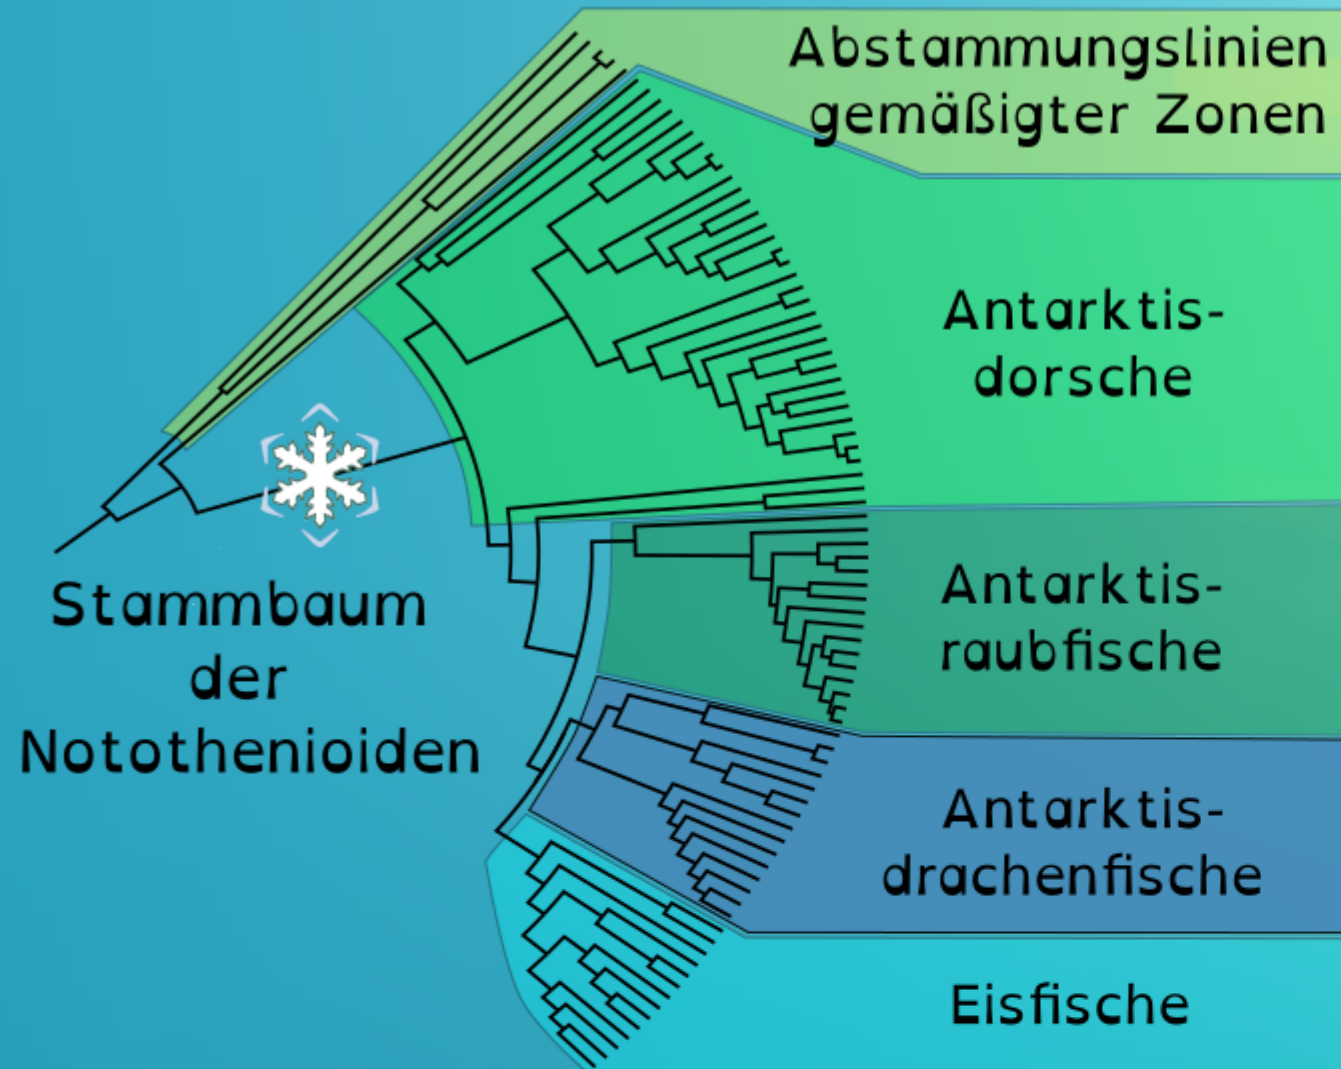 Abstammungslinien
gemäßigter Zonen
Antarktis-
dorsche
Antarktis-
raubfische
Antarktis-
drachenfische
Eisfische
Stammbaum
der
Notothenioiden